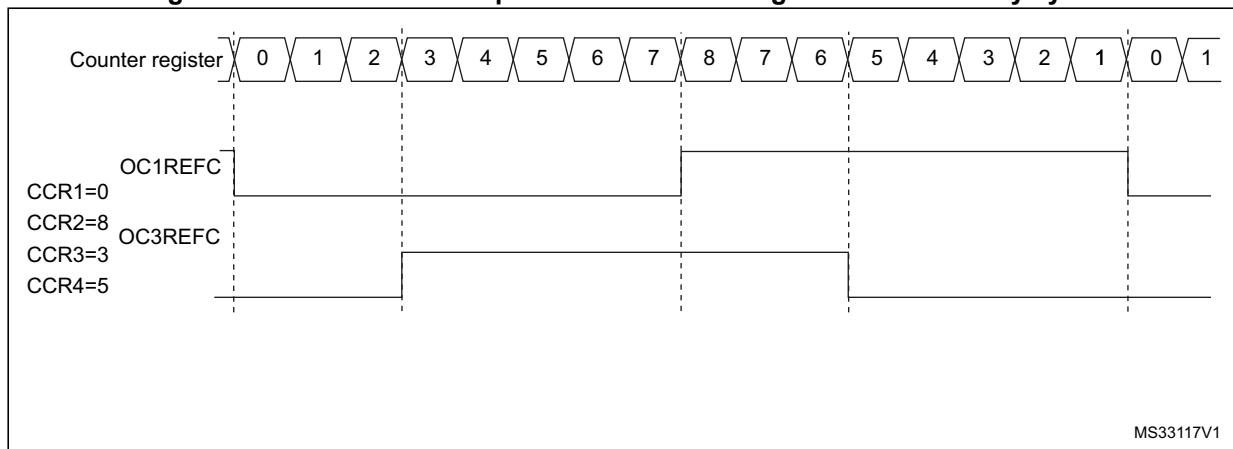 Counter register 0 1 2 3 4 5 6 7 8 7 6 5 4 3 2 1 0 1
OC1REFC
CCR1=0
CCR2=8
OC3REFC
CCR3=3
CCR4=5
MS33117V1